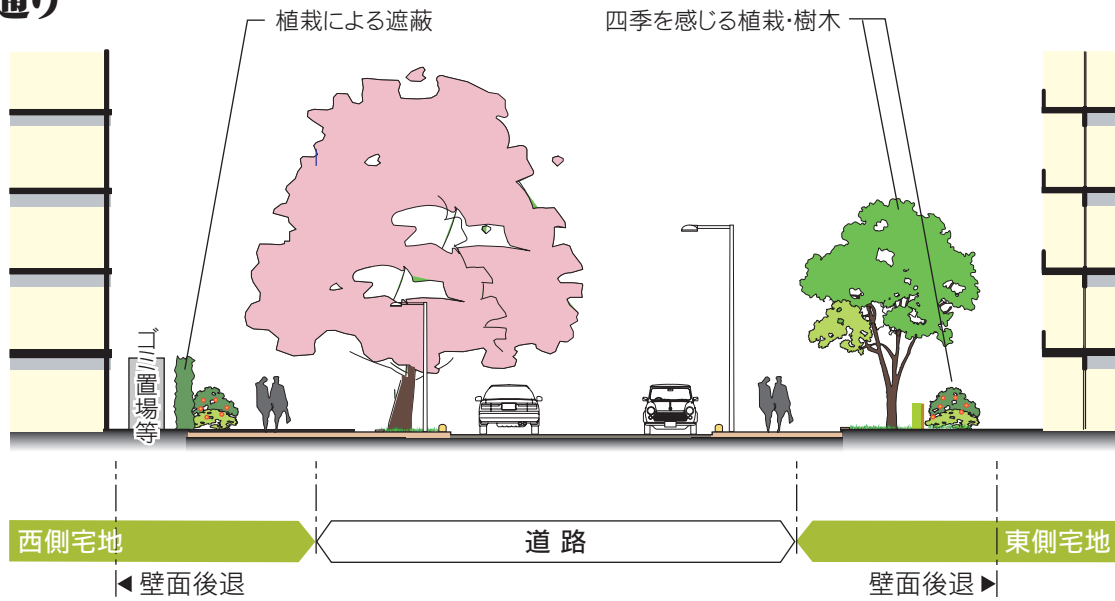 通り
植栽による遮蔽
四季を感じる植栽・樹木
ゴミ置場等
西側宅地
道路
東側宅地
◀壁面後退
壁面後退▶